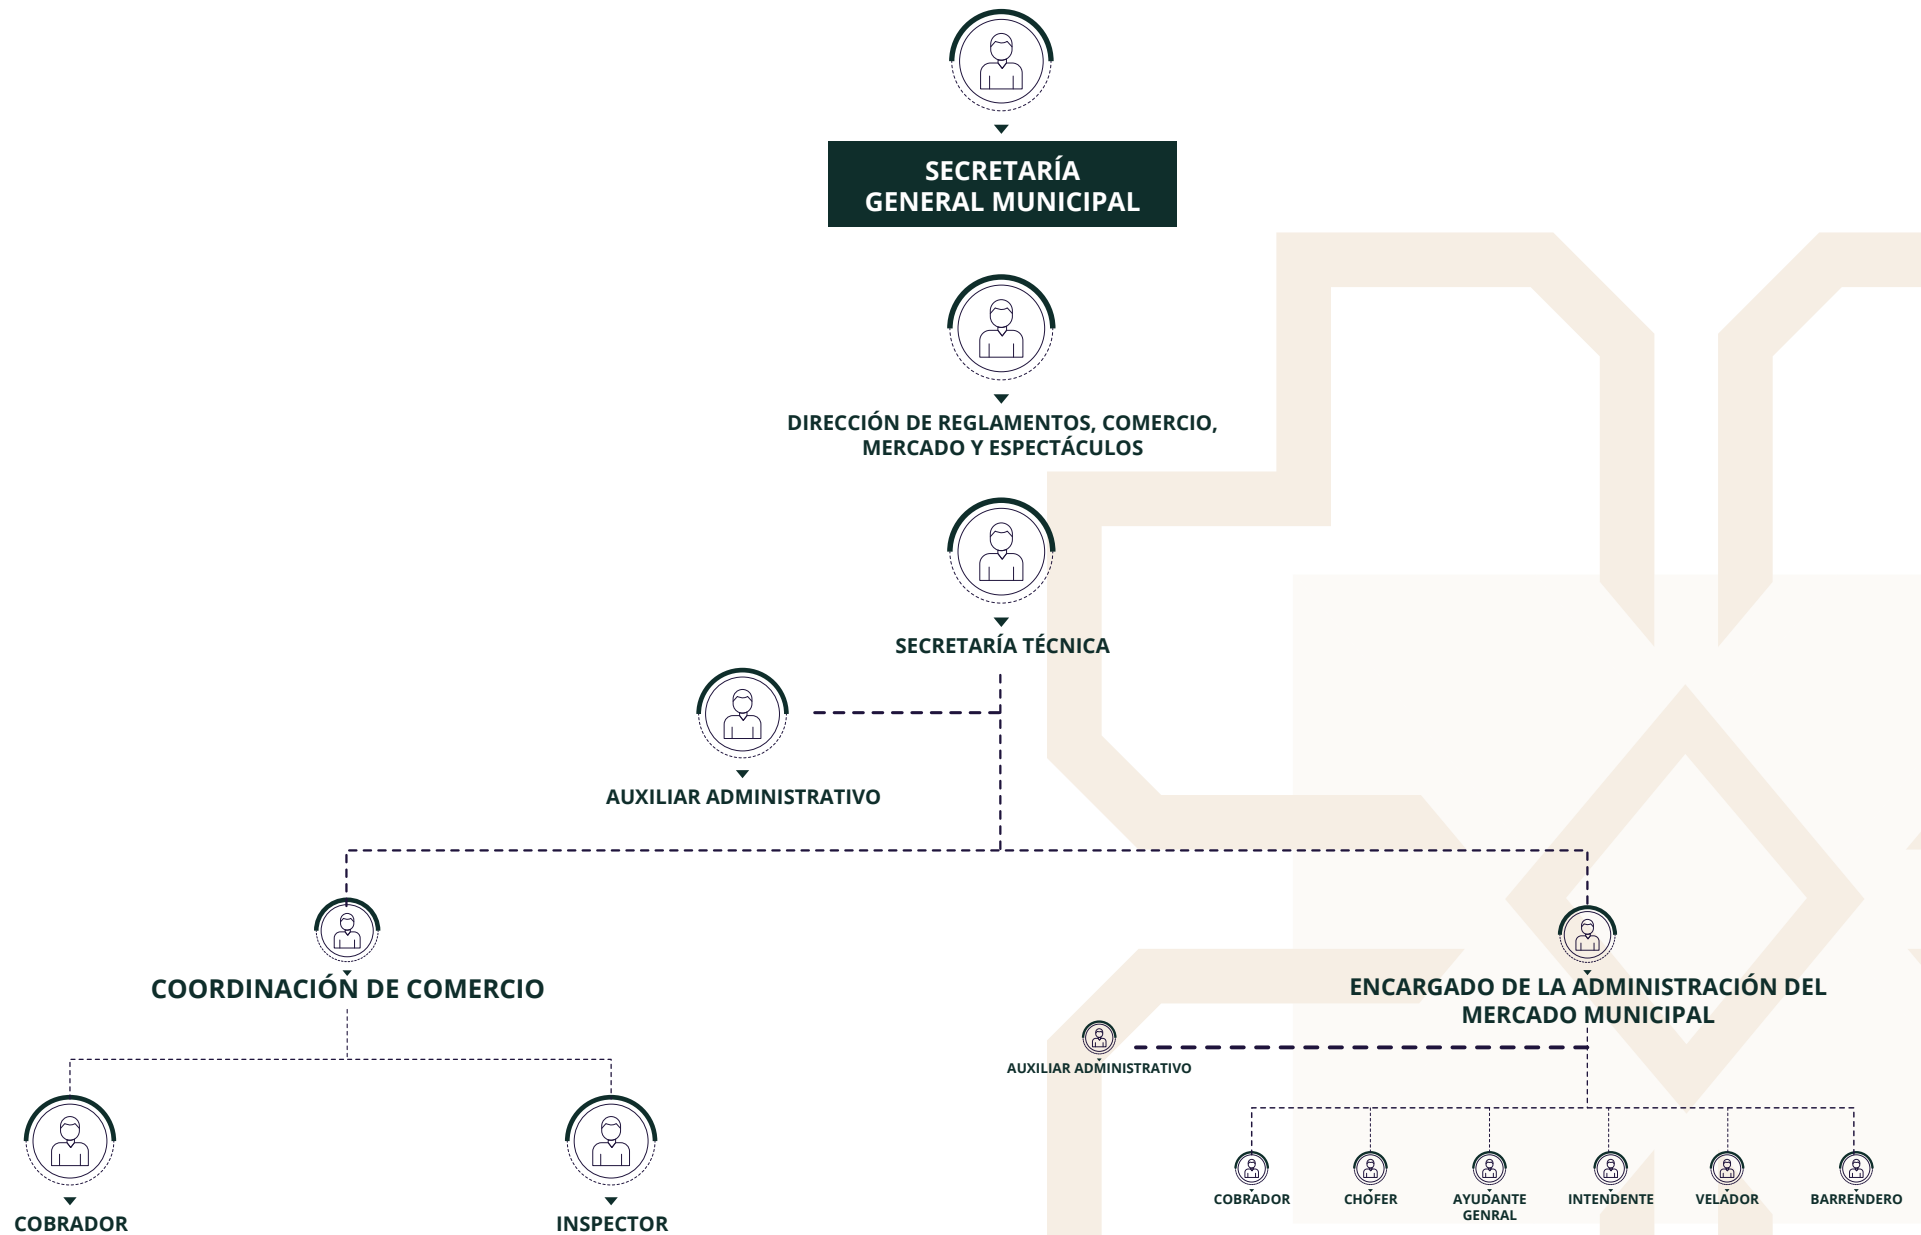 SECRETARÍA
GENERAL MUNICIPAL
DIRECCIÓN DE REGLAMENTOS, COMERCIO,
MERCADO Y ESPECTÁCULOS
SECRETARÍA TÉCNICA
AUXILIAR ADMINISTRATIVO
COORDINACIÓN DE COMERCIO
ENCARGADO DE LA ADMINISTRACIÓN DEL
MERCADO MUNICIPAL
AUXILIAR ADMINISTRATIVO
COBRADOR
INSPECTOR
COBRADOR
CHOFER
AYUDANTE
GENRAL
INTENDENTE
VELADOR
BARRENDERO